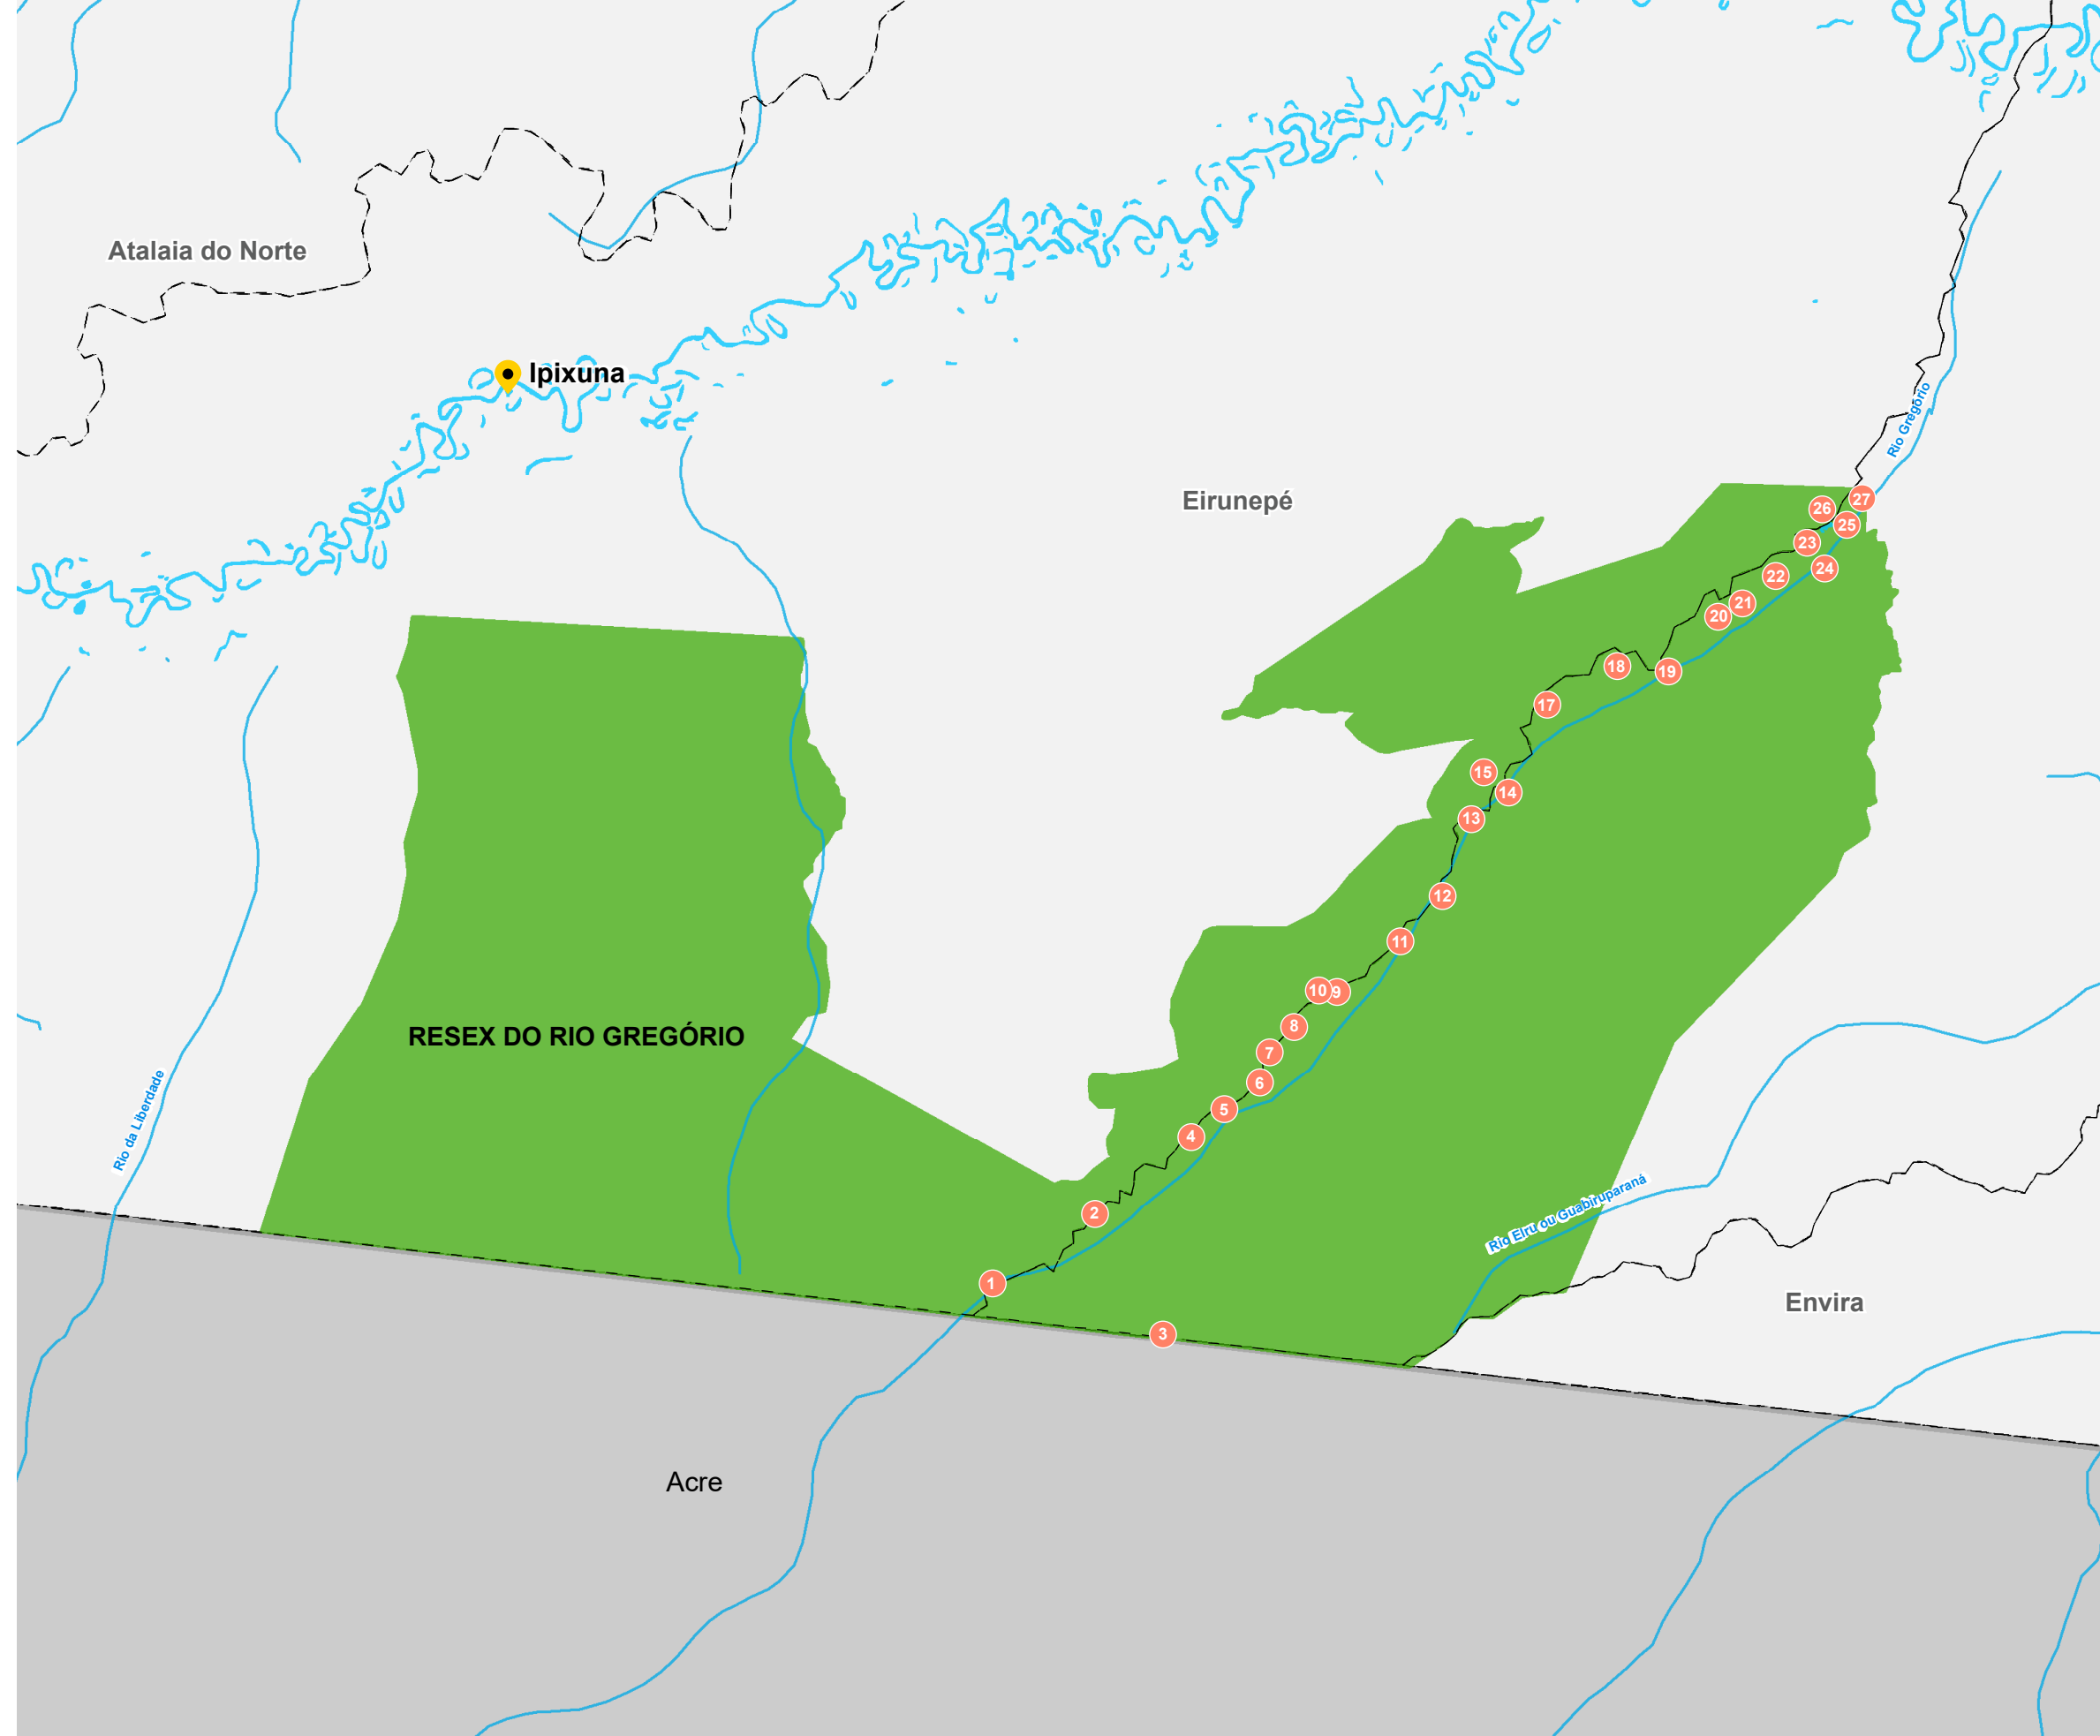 Atalaia do Norte
Ipixuna
Rio Gregório
Eirunepé
27
26
25
23
24
22
21
20
18
19
17
15
14
13
12
11
10
9
8
RESEX DO RIO GREGÓRIO
7
6
5
Rio da Liberdade
4
2
Rio Eiru ou Guabiruparaná
1
Envira
3
Acre